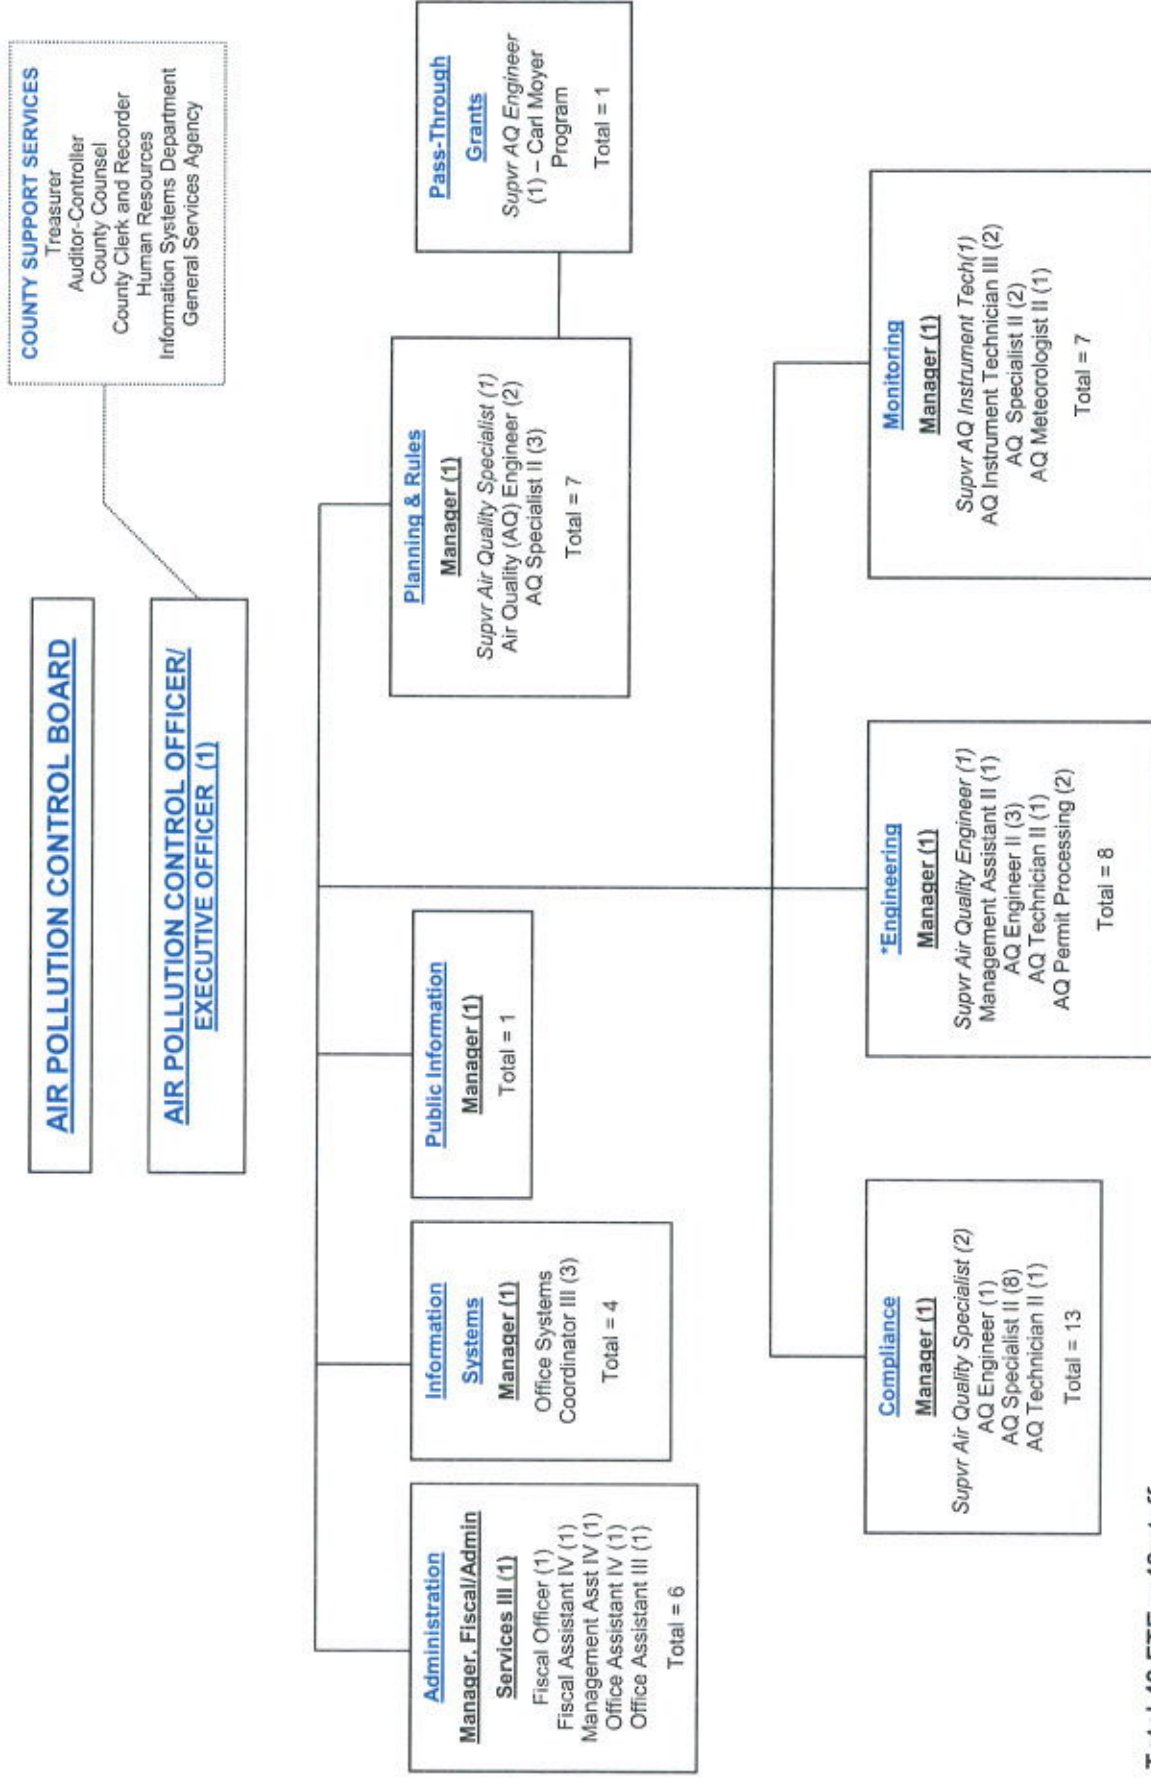 AIR POLLUTION CONTROL BOARD
AIR POLLUTION CONTROL OFFICER/
EXECUTIVE OFFICER (1)
COUNTY SUPPORT SERVICES
Treasurer
Auditor-Controller
County Counsel
County Clerk and Recorder
Human Resources
Information Systems Department
General Services Agency
Administration
Manager, Fiscal/Admin
Services III (1)
Fiscal Officer (1)
Fiscal Assistant IV (1)
Management Asst IV (1)
Office Assistant IV (1)
Office Assistant III (1)
Total = 6
Information
Systems
Manager (1)
Office Systems
Coordinator III (3)
Total = 4
Public Information
Manager (1)
Total = 1
Planning & Rules
Manager (1)
Supvr Air Quality Specialist (1)
Air Quality (AQ) Engineer (2)
AQ Specialist II (3)
Total = 7
Pass-Through
Grants
Supvr AQ Engineer
(1) – Carl Moyer
Program
Total = 1
Compliance
Manager (1)
Supvr Air Quality Specialist (2)
AQ Engineer (1)
AQ Specialist II (8)
AQ Technician II (1)
Total = 13
*Engineering
Manager (1)
Supvr Air Quality Engineer (1)
Management Assistant II (1)
AQ Engineer II (3)
AQ Technician II (1)
AQ Permit Processing (2)
Total = 8
Monitoring
Manager (1)
Supvr AQ Instrument Tech(1)
AQ Instrument Technician III (2)
AQ Specialist II (2)
AQ Meteorologist II (1)
Total = 7